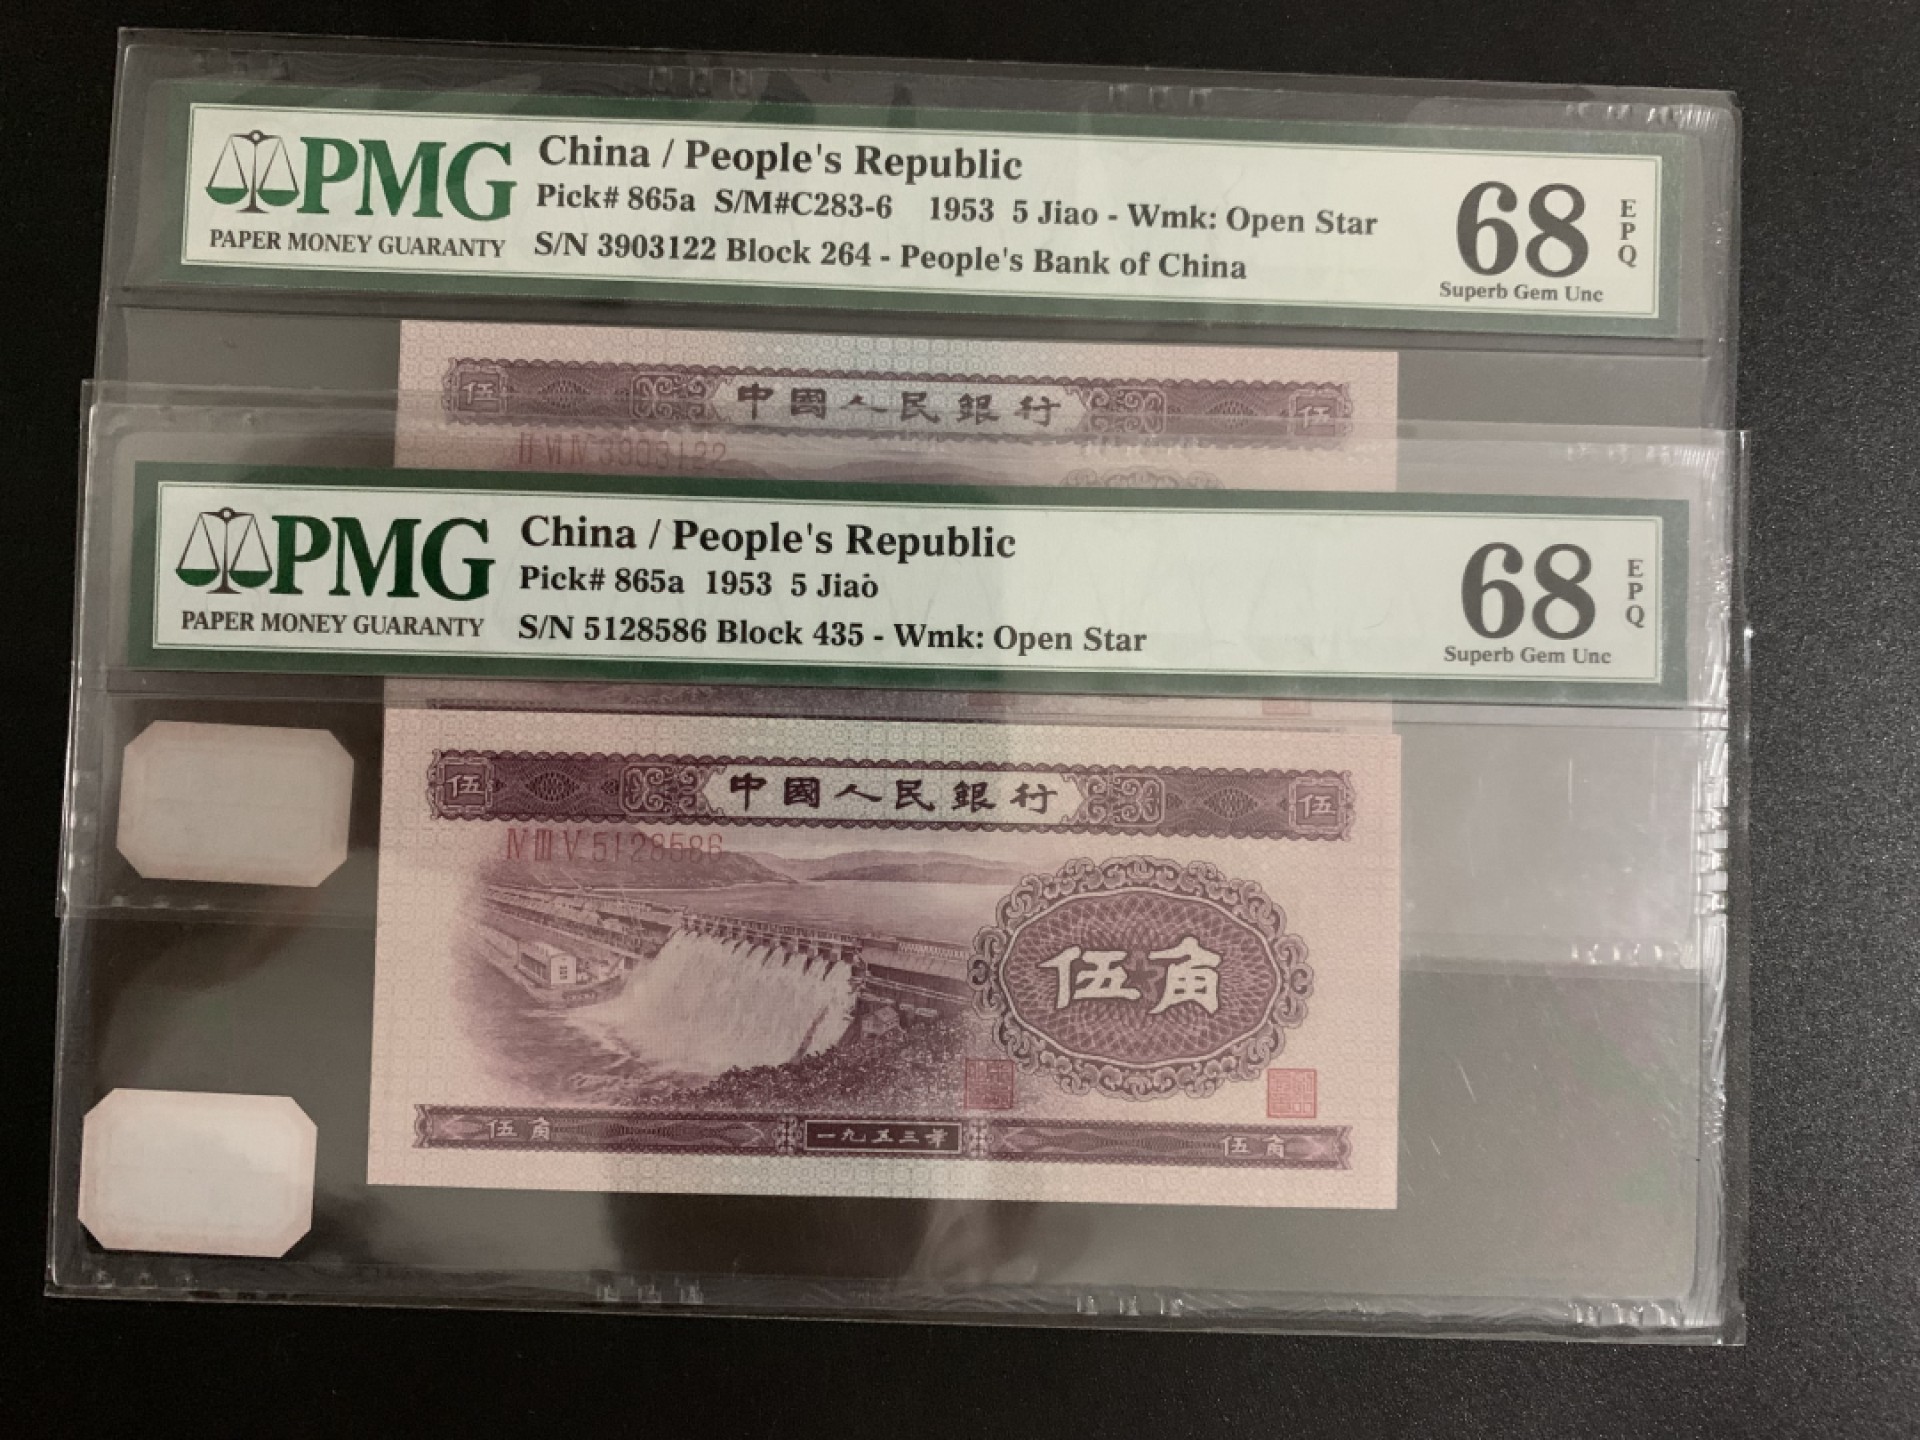 PMG
PAPER MONEY GUARANTY
China / People's Republic
Pick# 865a S/M#C283-6 1953 5 Jiao - Wmk: Open Star
S/N 3903122 Block 264 - People's Bank of China
68
EPQ
Superb Gem Unc
伍 中國人民銀行 伍
II VI IV 3903122
PMG
PAPER MONEY GUARANTY
China / People's Republic
Pick# 865a 1953 5 Jiao
S/N 5128586 Block 435 - Wmk: Open Star
68
EPQ
Superb Gem Unc
伍 中國人民銀行 伍
IV III V 5128586
伍角
伍角 一九五三年 伍角